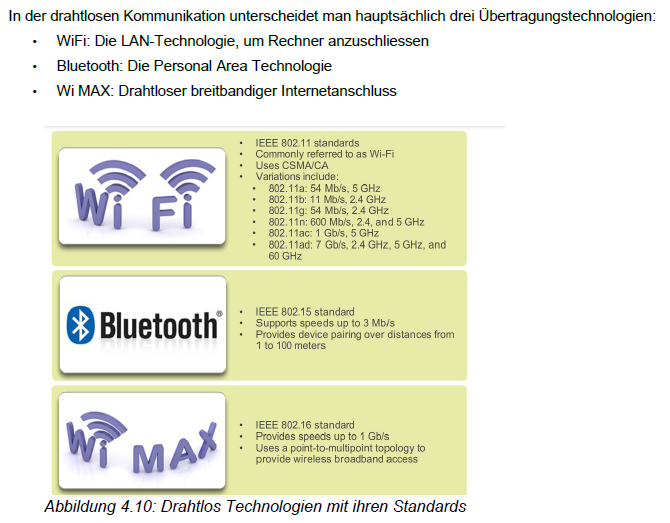 In der drahtlosen Kommunikation unterscheidet man hauptsächlich drei Übertragungstechnologien:
• WiFi: Die LAN-Technologie, um Rechner anzuschliessen
• Bluetooth: Die Personal Area Technologie
• Wi MAX: Drahtloser breitbandiger Internetanschluss
Wi Fi
• IEEE 802.11 standards
• Commonly referred to as Wi-Fi
• Uses CSMA/CA
• Variations include:
• 802.11a: 54 Mb/s, 5 GHz
• 802.11b: 11 Mb/s, 2.4 GHz
• 802.11g: 54 Mb/s, 2.4 GHz
• 802.11n: 600 Mb/s, 2.4, and 5 GHz
• 802.11ac: 1 Gb/s, 5 GHz
• 802.11ad: 7 Gb/s, 2.4 GHz, 5 GHz, and
60 GHz
Bluetooth®
• IEEE 802.15 standard
• Supports speeds up to 3 Mb/s
• Provides device pairing over distances from
1 to 100 meters
Wi MAX
• IEEE 802.16 standard
• Provides speeds up to 1 Gb/s
• Uses a point-to-multipoint topology to
provide wireless broadband access
Abbildung 4.10: Drahtlos Technologien mit ihren Standards